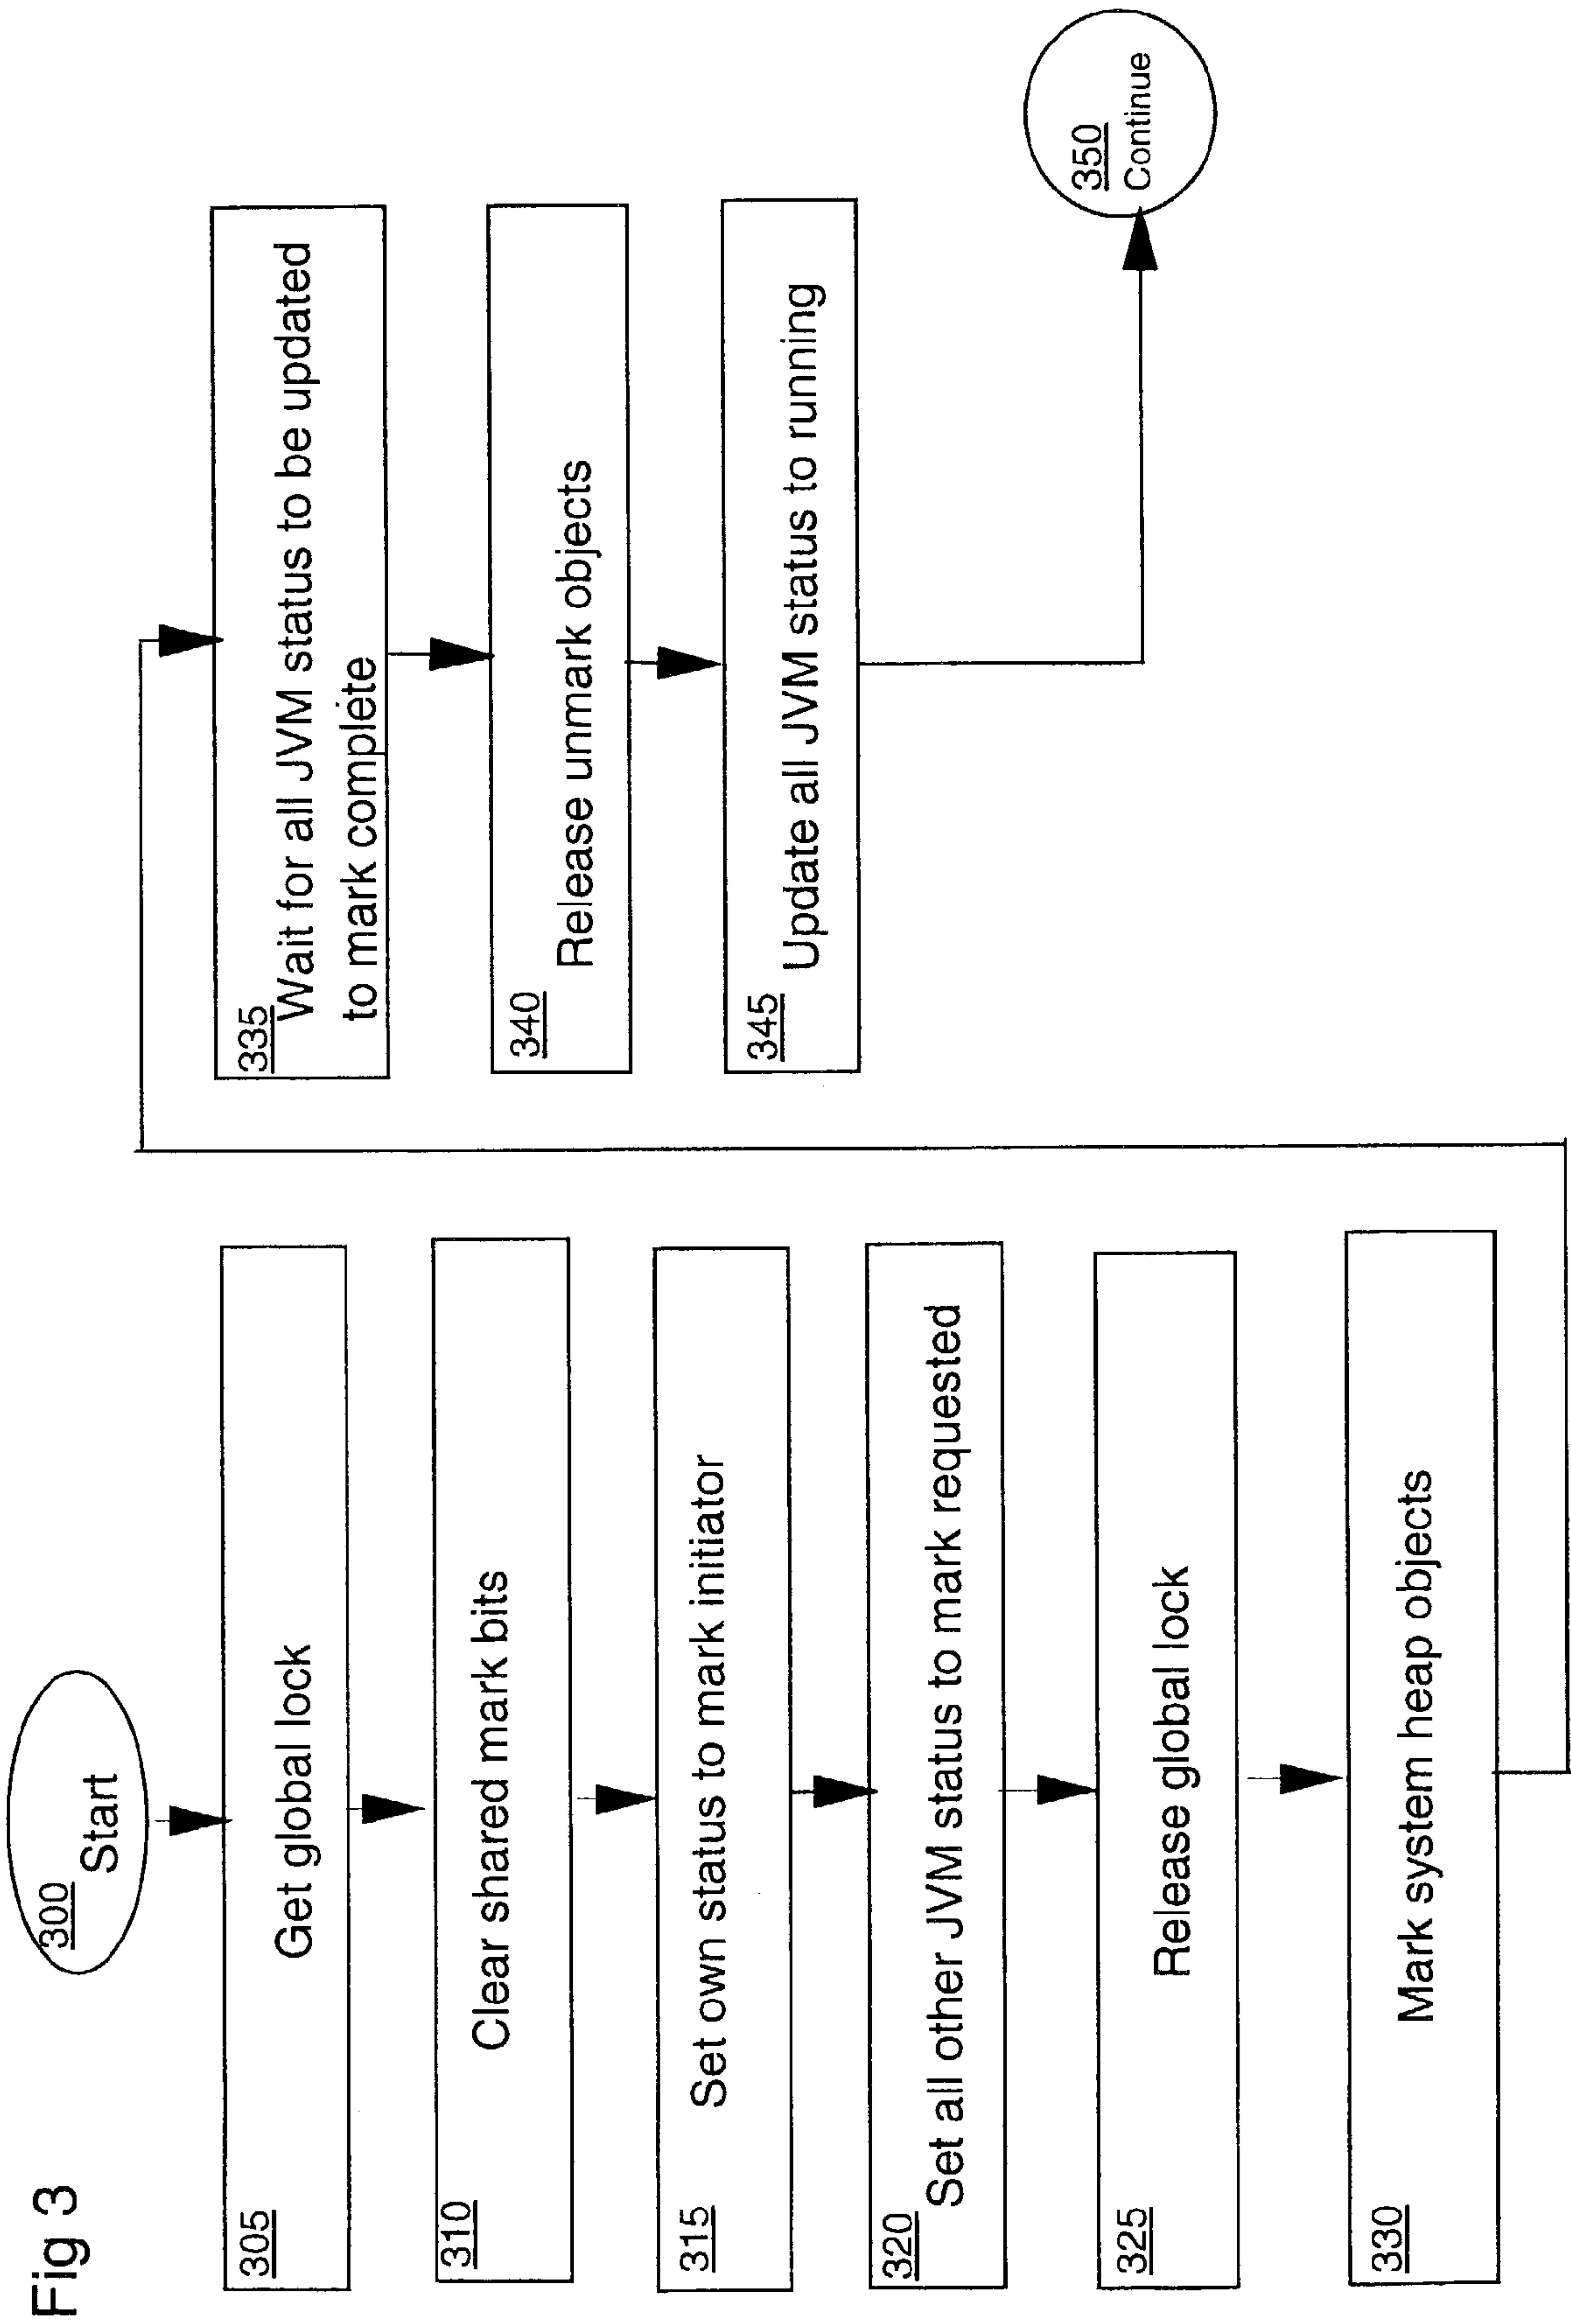 Fig 3
300
Start
305
Get global lock
310
Clear shared mark bits
315
Set own status to mark initiator
320
Set all other JVM status to mark requested
325
Release global lock
330
Mark system heap objects
335
Wait for all JVM status to be updated
to mark complete
340
Release unmark objects
345
Update all JVM status to running
350
Continue